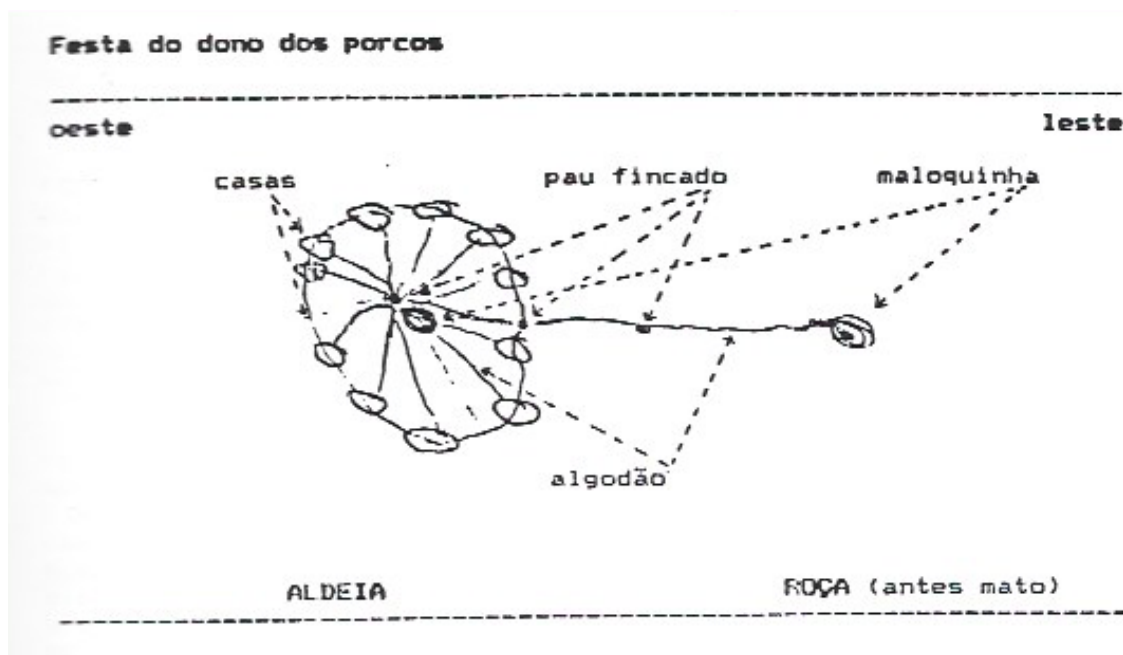 Festa do dono dos porcos
oeste leste
casas pau fincado maloquinha
algodão
ALDEIA ROÇA (antes mato)